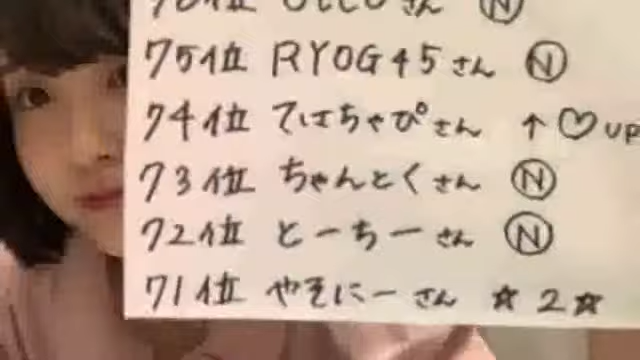 75位 RYOG45さん Ⓝ
74位 てはちゃぴさん ↑♡up
73位 ちゃんとくさん Ⓝ
72位 とーちーさん Ⓝ
71位 やそにーさん ☆2☆